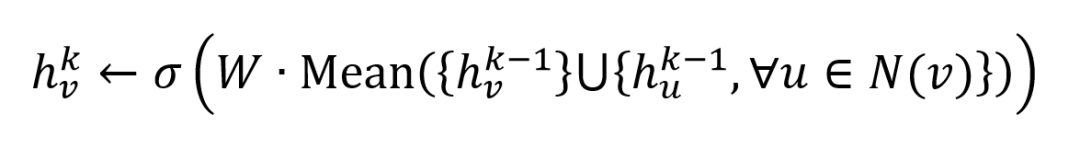 h_v^k ← σ(W · Mean({h_v^{k−1}}⋃{h_u^{k−1}, ∀u ∈ N(v)}))